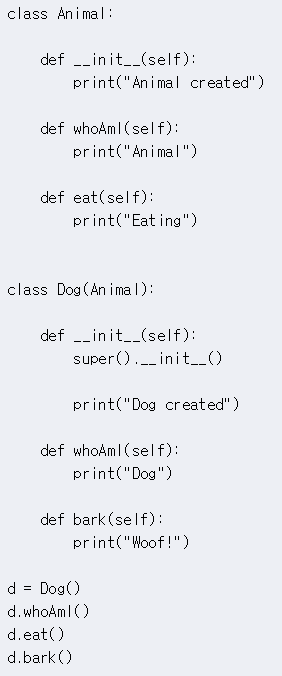 class Animal:
    def __init__(self):
        print("Animal created")
    def whoAmI(self):
        print("Animal")
    def eat(self):
        print("Eating")
class Dog(Animal):
    def __init__(self):
        super().__init__()
        print("Dog created")
    def whoAmI(self):
        print("Dog")
    def bark(self):
        print("Woof!")
d = Dog()
d.whoAmI()
d.eat()
d.bark()